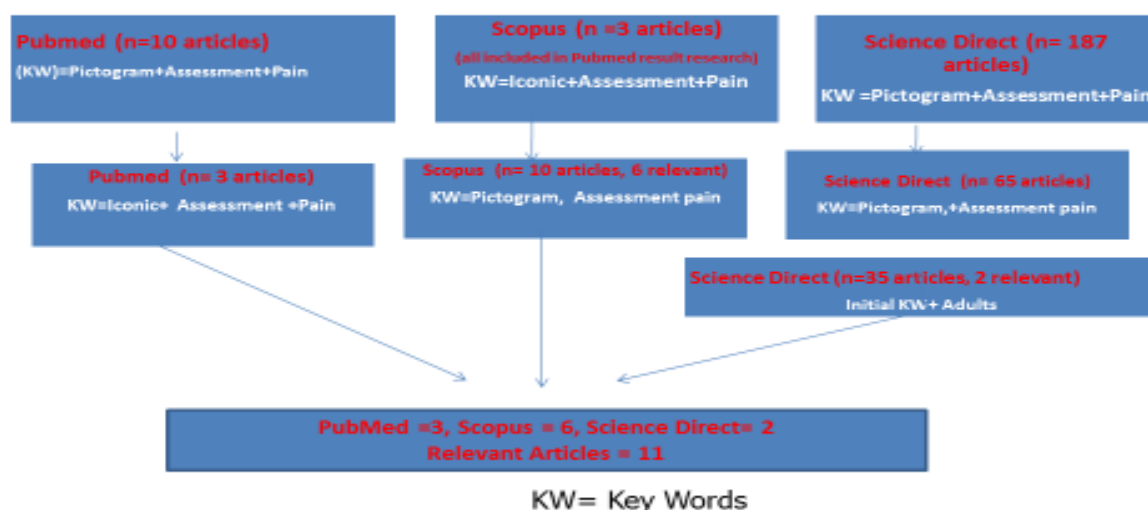 Pubmed (n=10 articles)
(KW)=Pictogram+Assessment+Pain
Scopus (n =3 articles)
(all included in Pubmed result research)
KW=Iconic+Assessment+Pain
Science Direct (n= 187
articles)
KW =Pictogram+Assessment+Pain
Pubmed (n= 3 articles)
KW=Iconic+ Assessment +Pain
Scopus (n= 10 articles, 6 relevant)
KW=Pictogram, Assessment pain
Science Direct (n= 65 articles)
KW=Pictogram,+Assessment pain
Science Direct (n=35 articles, 2 relevant)
Initial KW+ Adults
PubMed =3, Scopus = 6, Science Direct= 2
Relevant Articles = 11
KW= Key Words